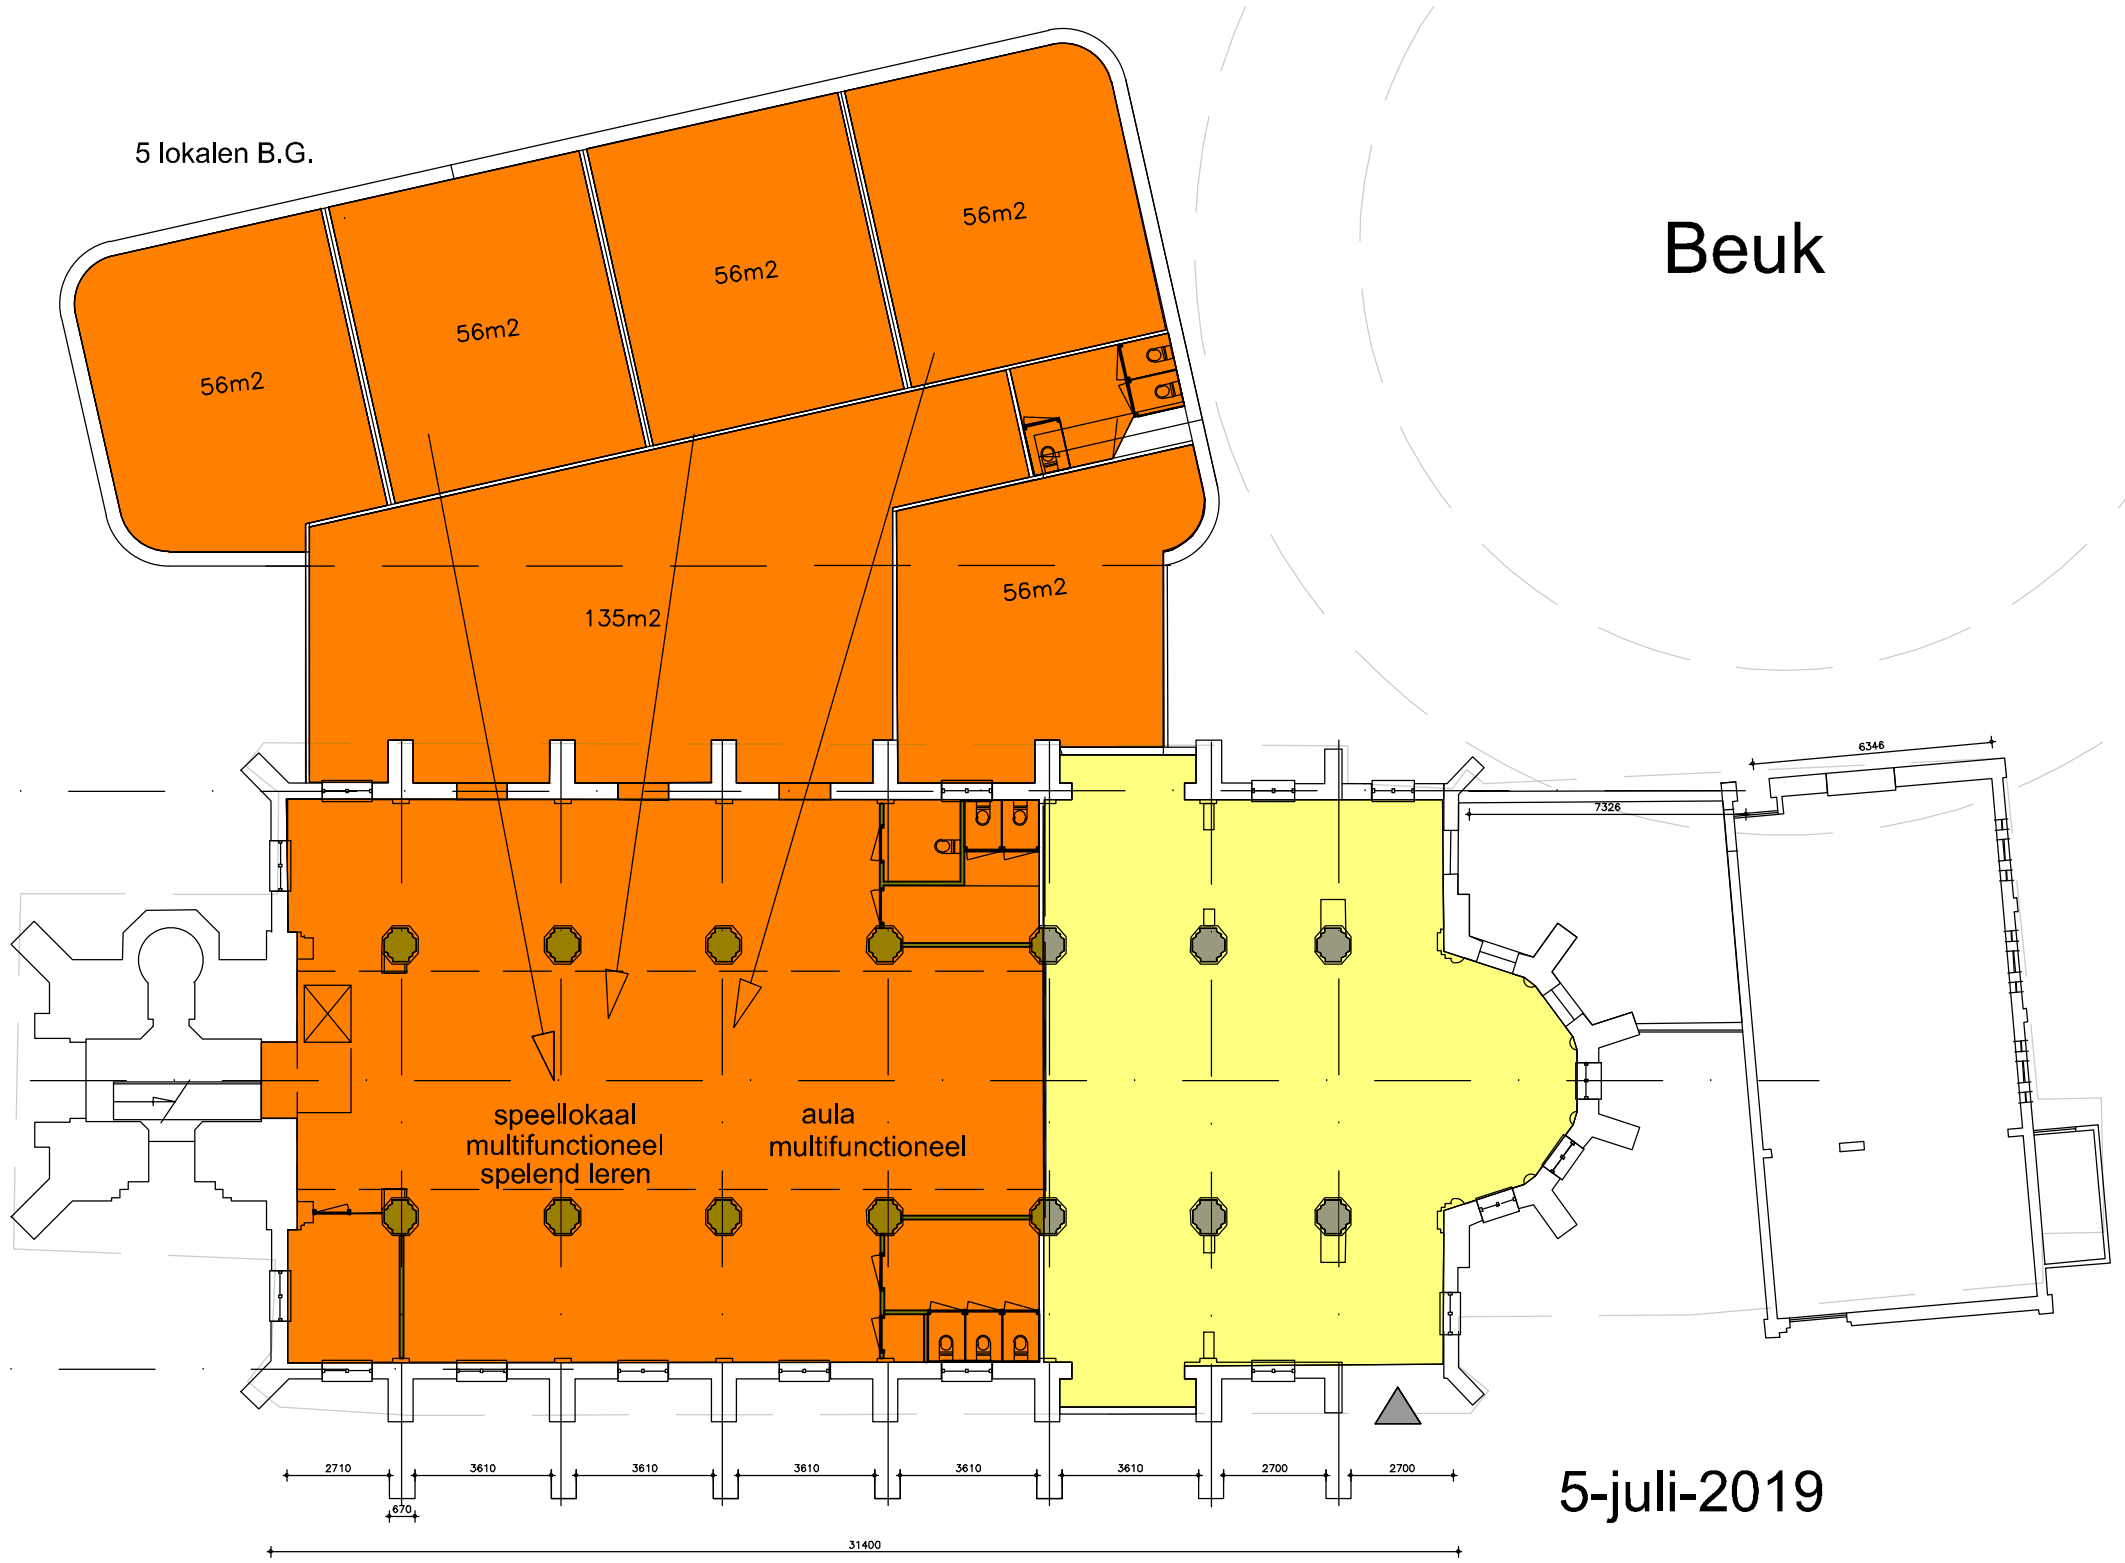 5 lokalen B.G.
Beuk
56m2
56m2
56m2
56m2
135m2
56m2
6346
7326
speellokaal
multifunctioneel
spelend leren
aula
multifunctioneel
2710
3610
3610
3610
3610
3610
2700
2700
670
31400
5-juli-2019